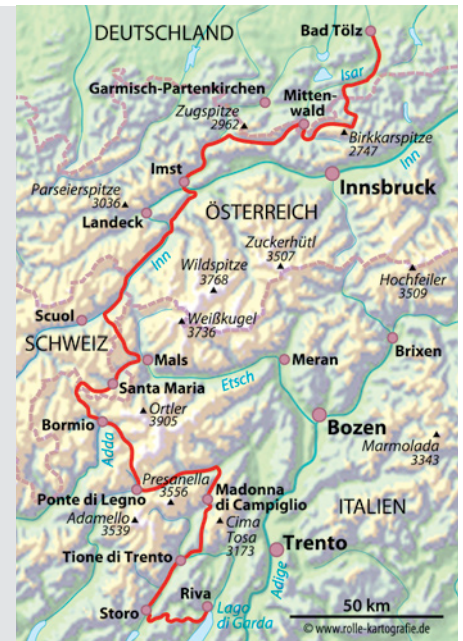 DEUTSCHLAND
Bad Tölz
Garmisch-Partenkirchen
Isar
Zugspitze
2962
Mitten-
wald
Birkkarspitze
2747
Inn
Imst
Innsbruck
Parseierspitze
3036
Landeck
ÖSTERREICH
Inn
Zuckerhütl
3507
Wildspitze
3768
Hochfeiler
3509
Scuol
Weißkugel
3736
SCHWEIZ
Mals
Meran
Brixen
Etsch
Santa Maria
Ortler
3905
Bormio
Bozen
Adda
Marmolada
3343
Presanella
3556
Ponte di Legno
Madonna
di Campiglio
ITALIEN
Adamello
3539
Cima
Tosa
3173
Trento
Tione di Trento
Adige
Riva
Lago
di Garda
Storo
50 km
© www.rolle-kartografie.de